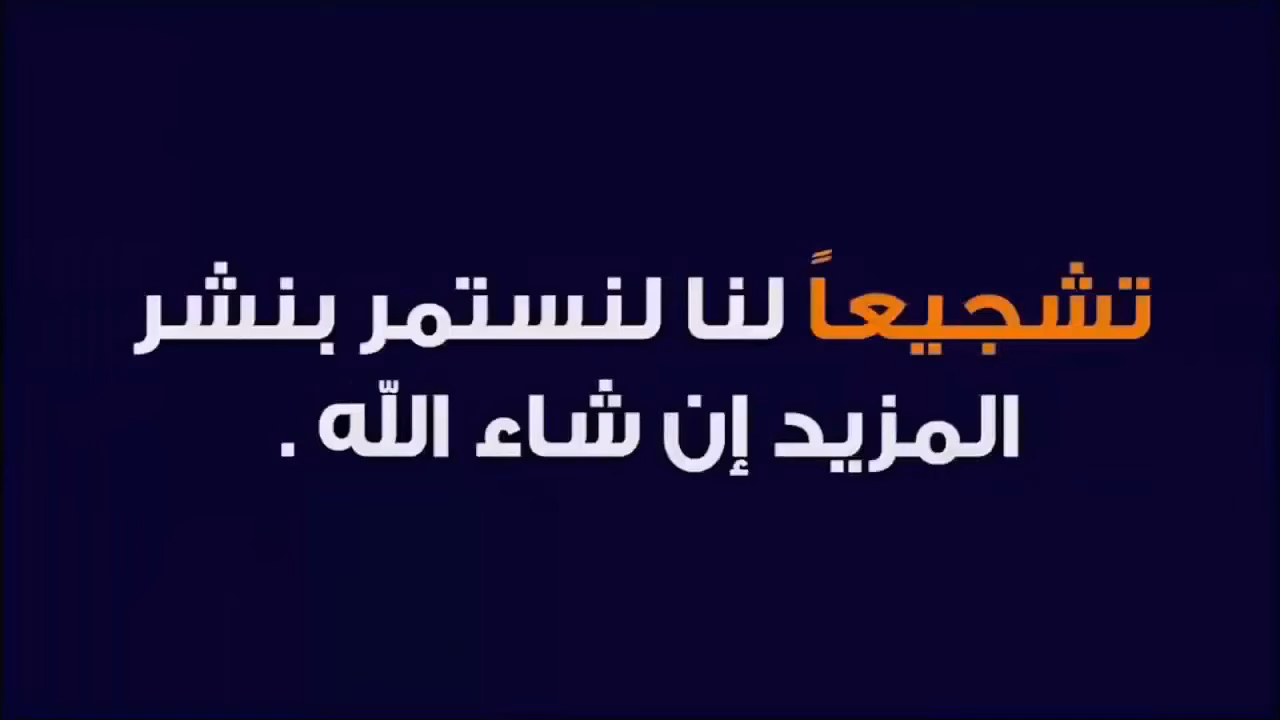 تشجيعاً لنا لنستمر بنشر
المزيد إن شاء اللّه .